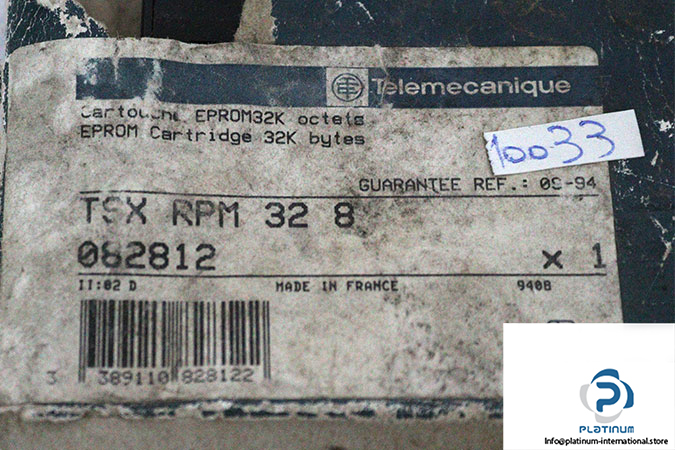 Telemecanique
Cartouche EPROM32K octets
EPROM Cartridge 32K bytes
10033
GUARANTEE REF.: 0S-94
TSX RPM 32 8
082812 x 1
II:02 D MADE IN FRANCE 9408
3 389110 828122
PLATINUM
Info@platinum-international.store